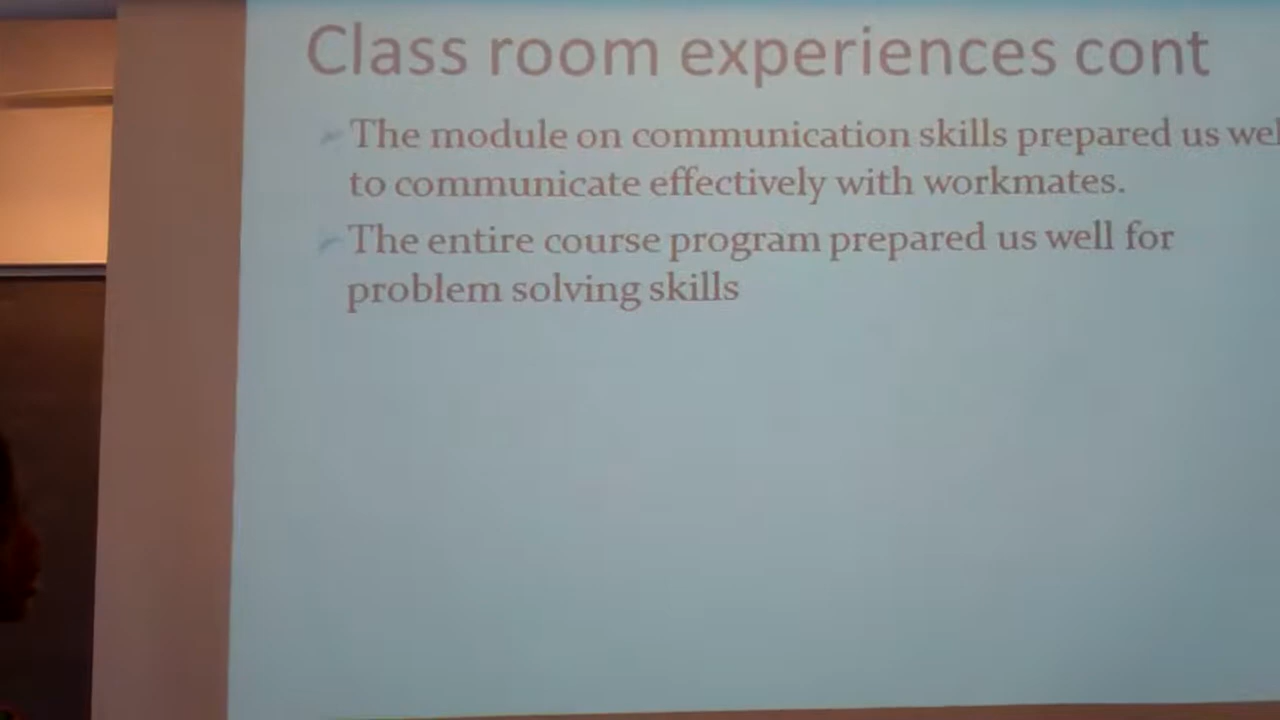 Class room experiences cont
The module on communication skills prepared us wel
to communicate effectively with workmates.
The entire course program prepared us well for
problem solving skills